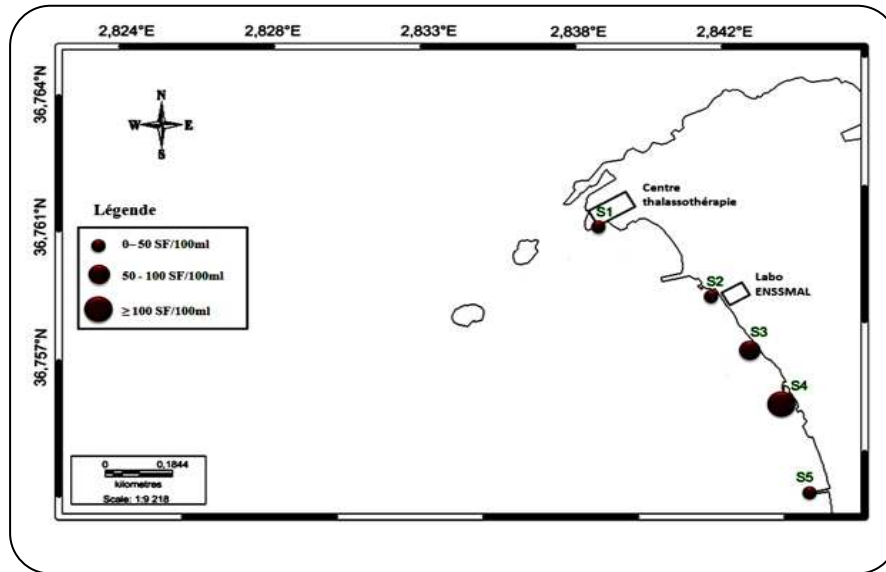 2,824°E 2,828°E 2,833°E 2,838°E 2,842°E
36,764°N
36,761°N
36,757°N
N
W E
S
Centre
thalassothérapie
S1
Légende
0– 50 SF/100ml
50 - 100 SF/100ml
≥ 100 SF/100ml
S2
Labo
ENSSMAL
S3
S4
S5
0 0,1844
kilometres
Scale: 1:9 218